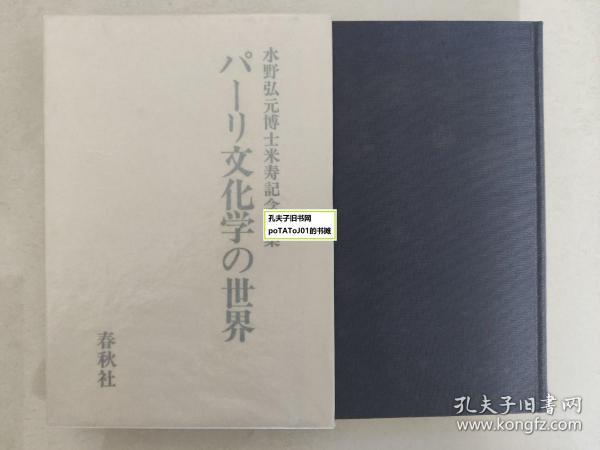 水野弘元博士米寿記念
パーリ文化学の世界
春秋社
孔夫子旧书网
poTAToJ01的书摊
孔夫子旧书网
www.kongfz.com